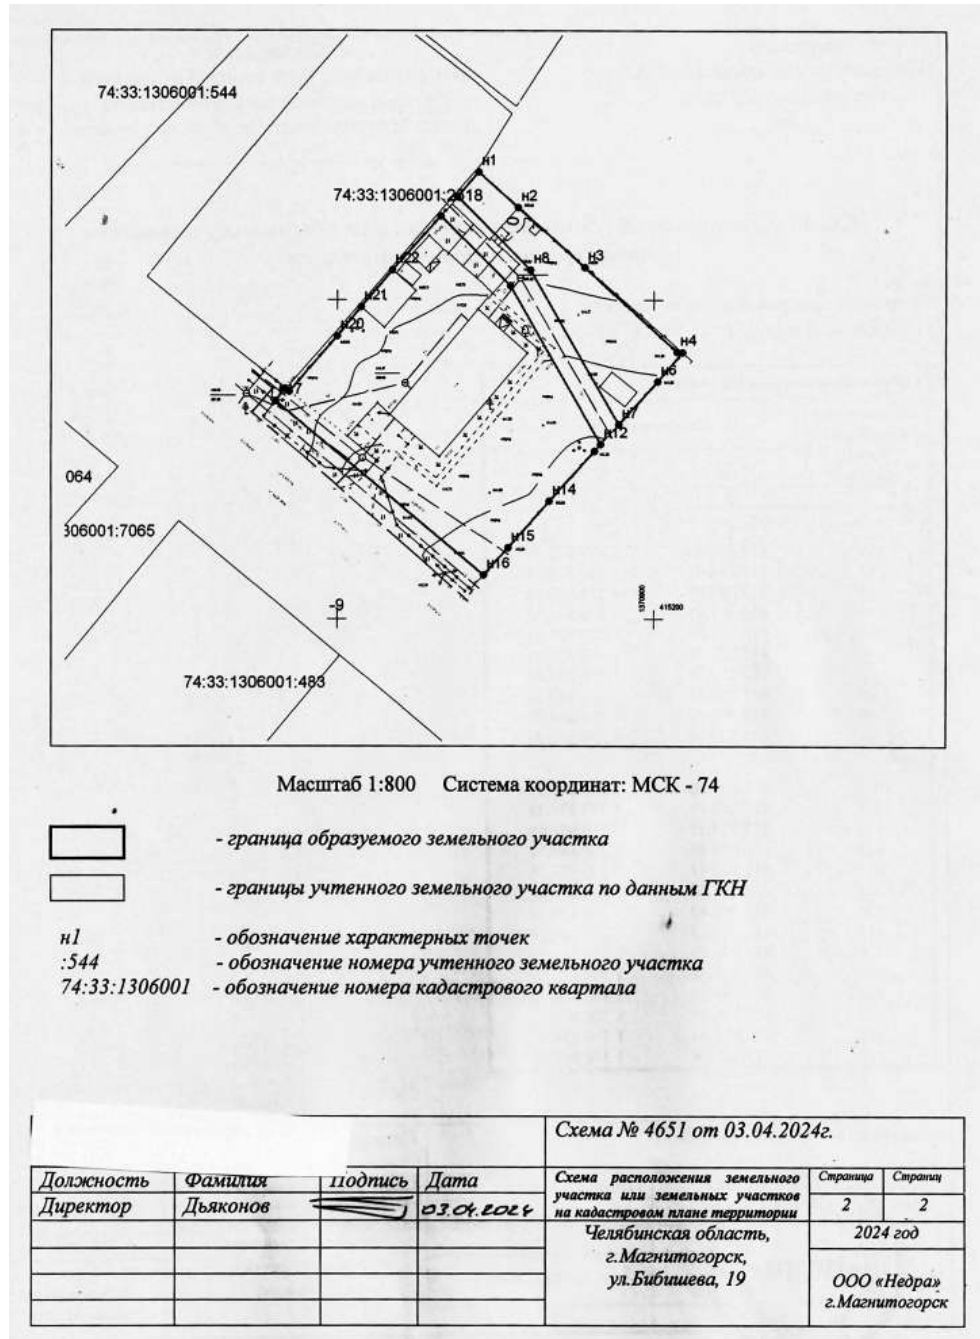 74:33:1306001:544
н1
74:33:1306001:2618
н2
н3
н22
н8
н21
н20
н4
н6
н7
н12
064
н14
306001:7065
н15
н16
-9
1370900
415200
74:33:1306001:483
Масштаб 1:800 Система координат: МСК - 74
- граница образуемого земельного участка
- границы учтенного земельного участка по данным ГКН
н1 - обозначение характерных точек
:544 - обозначение номера учтенного земельного участка
74:33:1306001 - обозначение номера кадастрового квартала
Схема № 4651 от 03.04.2024г.
Должность Фамилия Подпись Дата
Схема расположения земельного участка или земельных участков на кадастровом плане территории
Страница Страниц
Директор Дьяконов 03.04.2024
2 2
Челябинская область,
г.Магнитогорск,
ул.Бибишева, 19
2024 год
ООО «Недра»
г.Магнитогорск